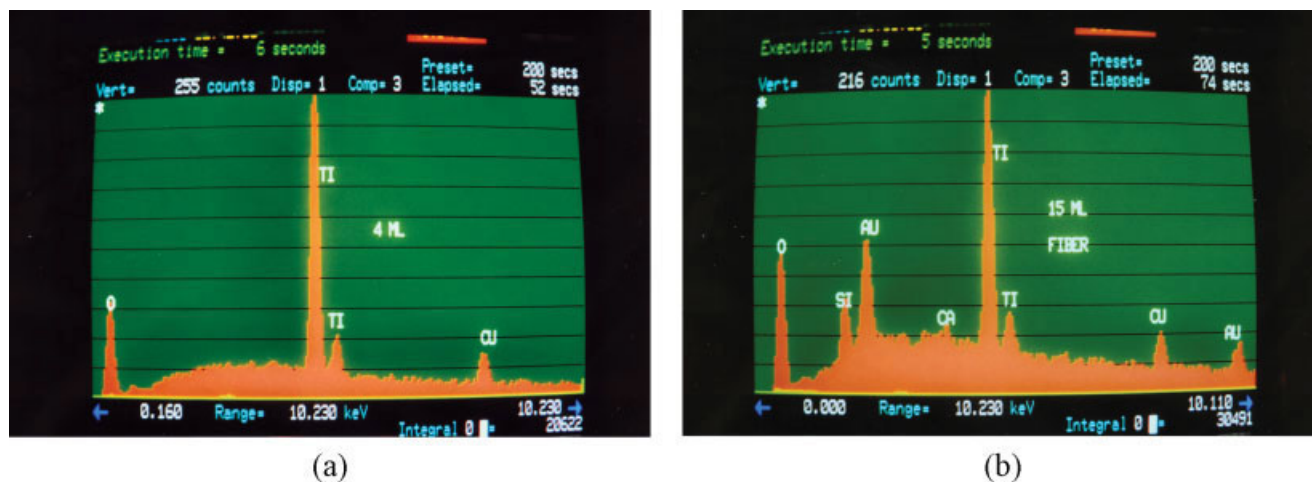 Execution time = 6 seconds
Preset= 200 secs
Vert= 255 counts Disp= 1 Comp= 3 Elapsed= 52 secs
*
TI
4 ML
O
TI
CU
← 0.160 Range= 10.230 keV 10.230 →
Integral 0 = 20622
(a)
Execution time = 5 seconds
Preset= 200 secs
Vert= 216 counts Disp= 1 Comp= 3 Elapsed= 74 secs
*
TI
15 ML
AU
O
FIBER
SI
TI
CA
CU
AU
← 0.000 Range= 10.230 keV 10.110 →
Integral 0 = 30491
(b)